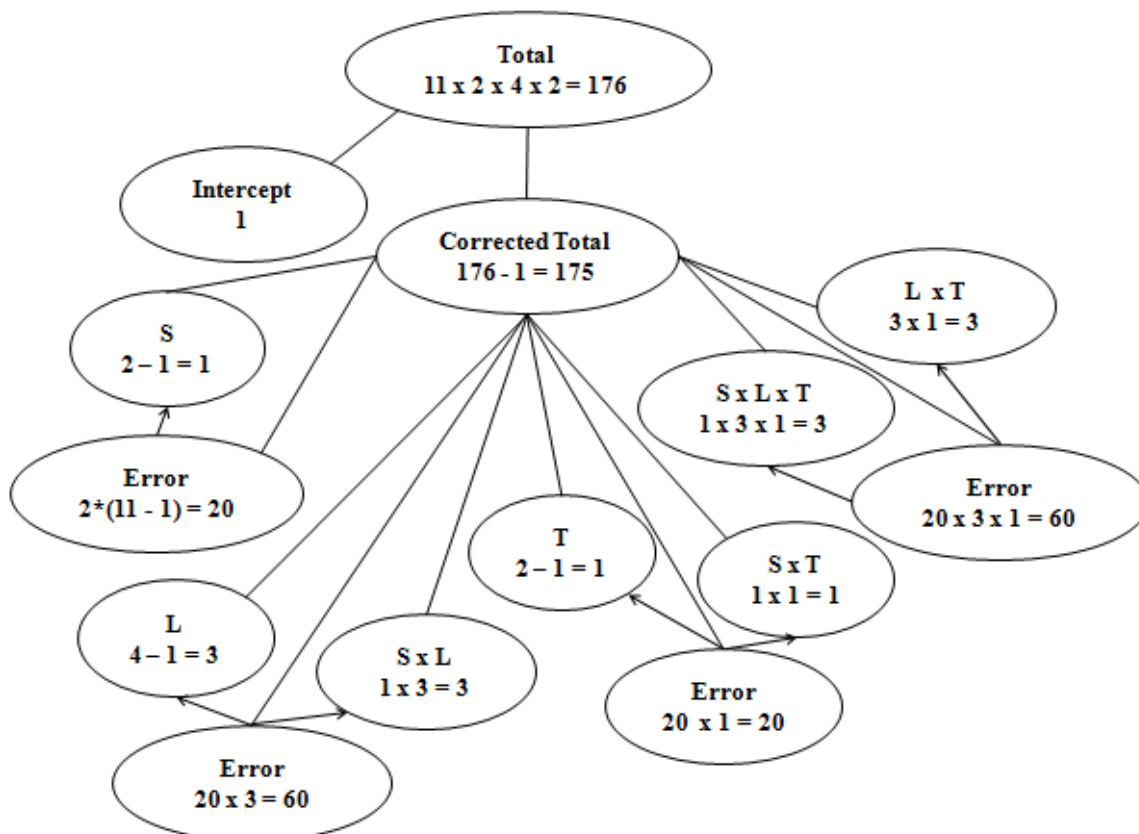 Total
11 x 2 x 4 x 2 = 176
Intercept
1
Corrected Total
176 - 1 = 175
L x T
3 x 1 = 3
S
2 – 1 = 1
S x L x T
1 x 3 x 1 = 3
Error
2*(11 - 1) = 20
Error
20 x 3 x 1 = 60
T
2 – 1 = 1
S x T
1 x 1 = 1
L
4 – 1 = 3
S x L
1 x 3 = 3
Error
20 x 1 = 20
Error
20 x 3 = 60